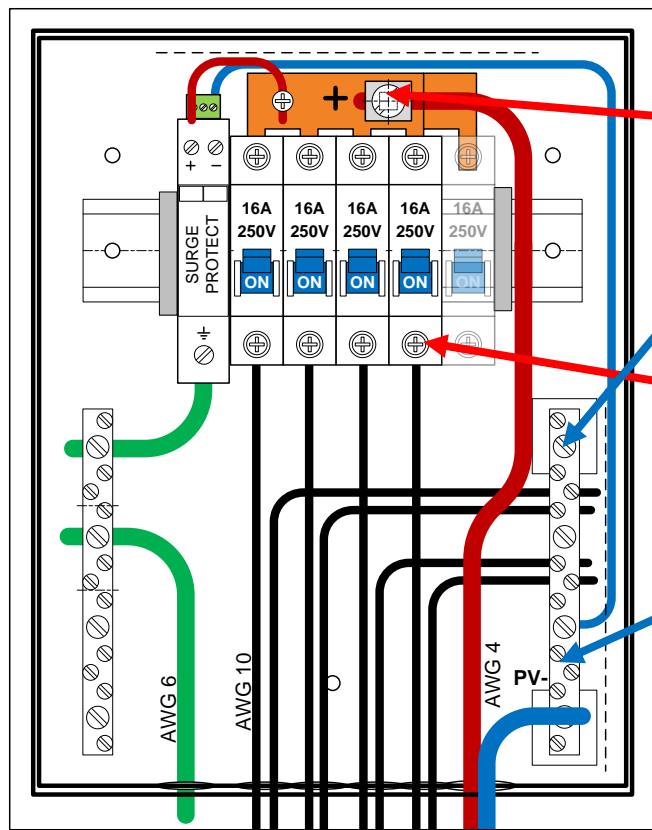 +
+ −
16A
250V
ON
16A
250V
ON
16A
250V
ON
16A
250V
ON
16A
250V
ON
SURGE
PROTECT
AWG 6
AWG 10
AWG 4
PV-